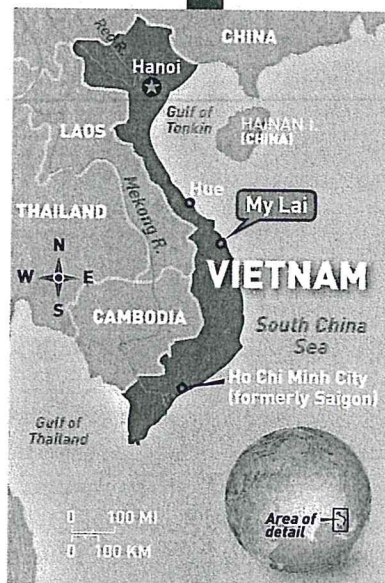 CHINA
Red R.
Hanoi
Gulf of
Tonkin
HAINAN I.
(CHINA)
LAOS
Hue
Mekong R.
My Lai
THAILAND
N
W E
S
VIETNAM
CAMBODIA
South China
Sea
Ho Chi Minh City
(formerly Saigon)
Gulf of
Thailand
0 100 MI
0 100 KM
Area of
detail